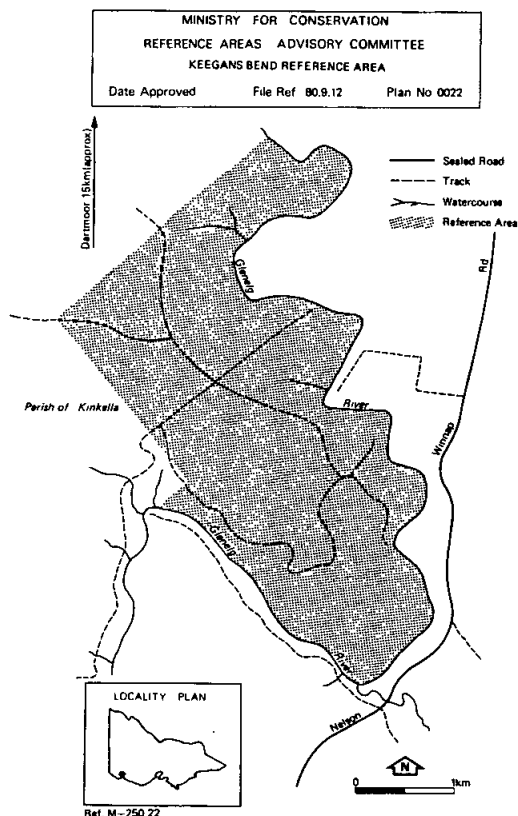 MINISTRY FOR CONSERVATION
REFERENCE AREAS ADVISORY COMMITTEE
KEEGANS BEND REFERENCE AREA
Date Approved File Ref 80.9.12 Plan No 0022
Dartmoor 15km(approx)
Sealed Road
Track
Watercourse
Reference Area
Glenelg
Rd
River
Parish of Kinkella
Winnap
Glenelg
River
Nelson
LOCALITY PLAN
N
0 1km
Ref M-250.22